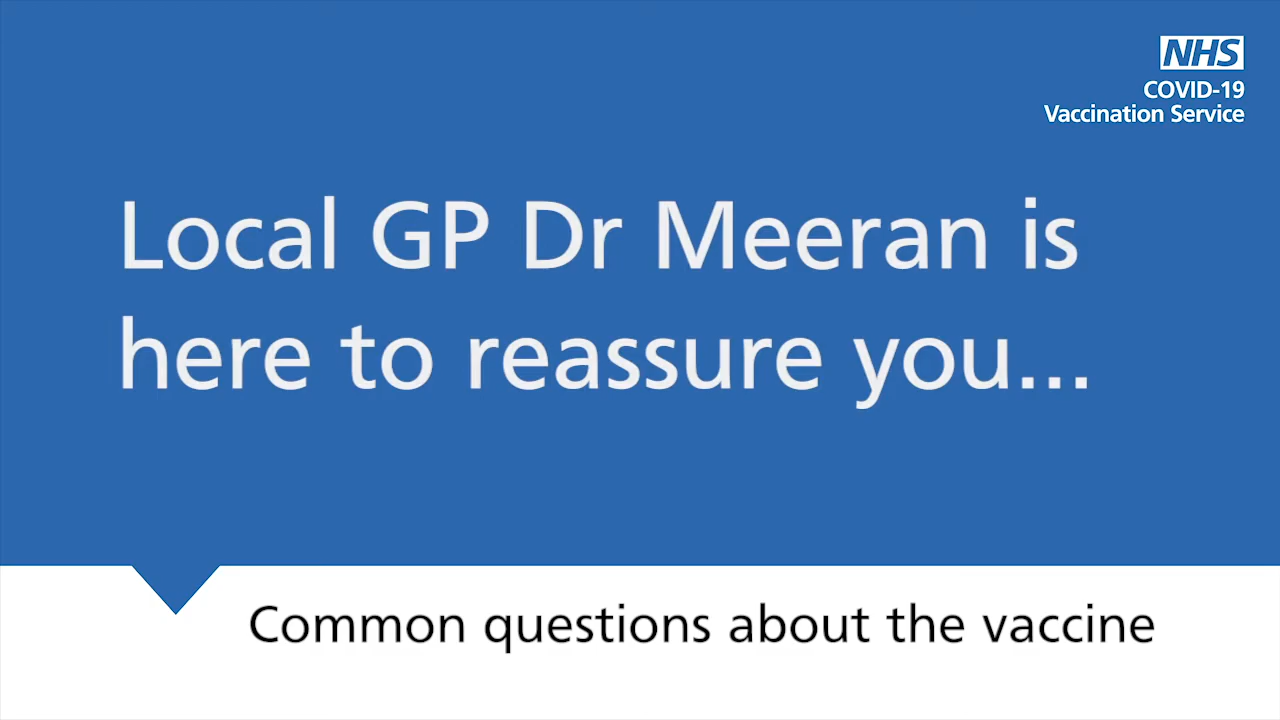 NHS
COVID-19
Vaccination Service
Local GP Dr Meeran is
here to reassure you...
Common questions about the vaccine